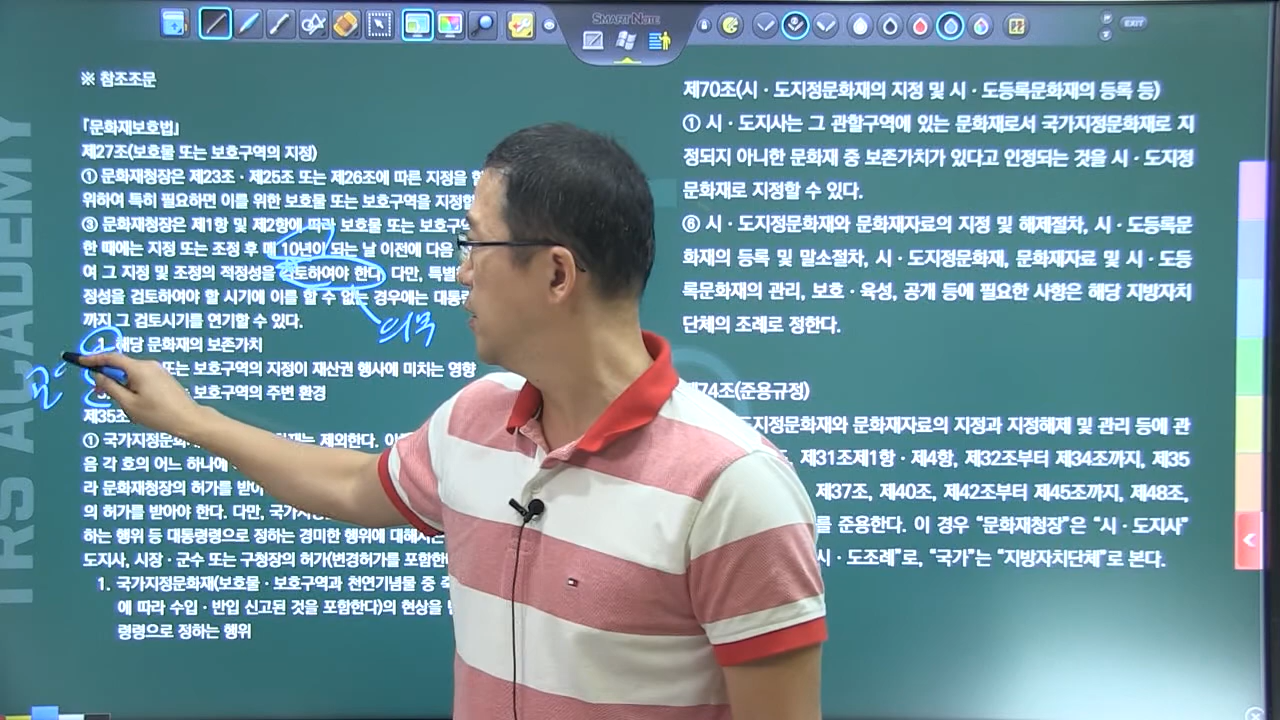 SMARTNOTE
EXIT
※ 참조조문
「문화재보호법」
제27조(보호물 또는 보호구역의 지정)
① 문화재청장은 제23조 · 제25조 또는 제26조에 따른 지정을 할
위하여 특히 필요하면 이를 위한 보호물 또는 보호구역을 지정할
③ 문화재청장은 제1항 및 제2항에 따라 보호물 또는 보호구
한 때에는 지정 또는 조정 후 매 10년이 되는 날 이전에 다음
여 그 지정 및 조정의 적정성을 검토하여야 한다. 다만, 특별한
정성을 검토하여야 할 시기에 이를 할 수 없는 경우에는 대통령
까지 그 검토시기를 연기할 수 있다.
의무
1. 해당 문화재의 보존가치
또는 보호구역의 지정이 재산권 행사에 미치는 영향
보호구역의 주변 환경
제35조
① 국가지정문화재
는 제외한다.
음 각 호의 어느 하나에
라 문화재청장의 허가를 받아
의 허가를 받아야 한다. 다만, 국가지정
하는 행위 등 대통령령으로 정하는 경미한 행위에 대해서는
도지사, 시장 · 군수 또는 구청장의 허가(변경허가를 포함한
1. 국가지정문화재(보호물 · 보호구역과 천연기념물 중 죽
에 따라 수입 · 반입 신고된 것을 포함한다)의 현상을 변
령령으로 정하는 행위
제70조(시 · 도지정문화재의 지정 및 시 · 도등록문화재의 등록 등)
① 시 · 도지사는 그 관할구역에 있는 문화재로서 국가지정문화재로 지
정되지 아니한 문화재 중 보존가치가 있다고 인정되는 것을 시 · 도지정
문화재로 지정할 수 있다.
⑥ 시 · 도지정문화재와 문화재자료의 지정 및 해제절차, 시 · 도등록문
화재의 등록 및 말소절차, 시 · 도지정문화재, 문화재자료 및 시 · 도등
록문화재의 관리, 보호 · 육성, 공개 등에 필요한 사항은 해당 지방자치
단체의 조례로 정한다.
제74조(준용규정)
도지정문화재와 문화재자료의 지정과 지정해제 및 관리 등에 관
제31조제1항 · 제4항, 제32조부터 제34조까지, 제35
제37조, 제40조, 제42조부터 제45조까지, 제48조,
를 준용한다. 이 경우 "문화재청장"은 "시 · 도지사"
시 · 도조례"로, "국가"는 "지방자치단체"로 본다.
TRS ACADEMY